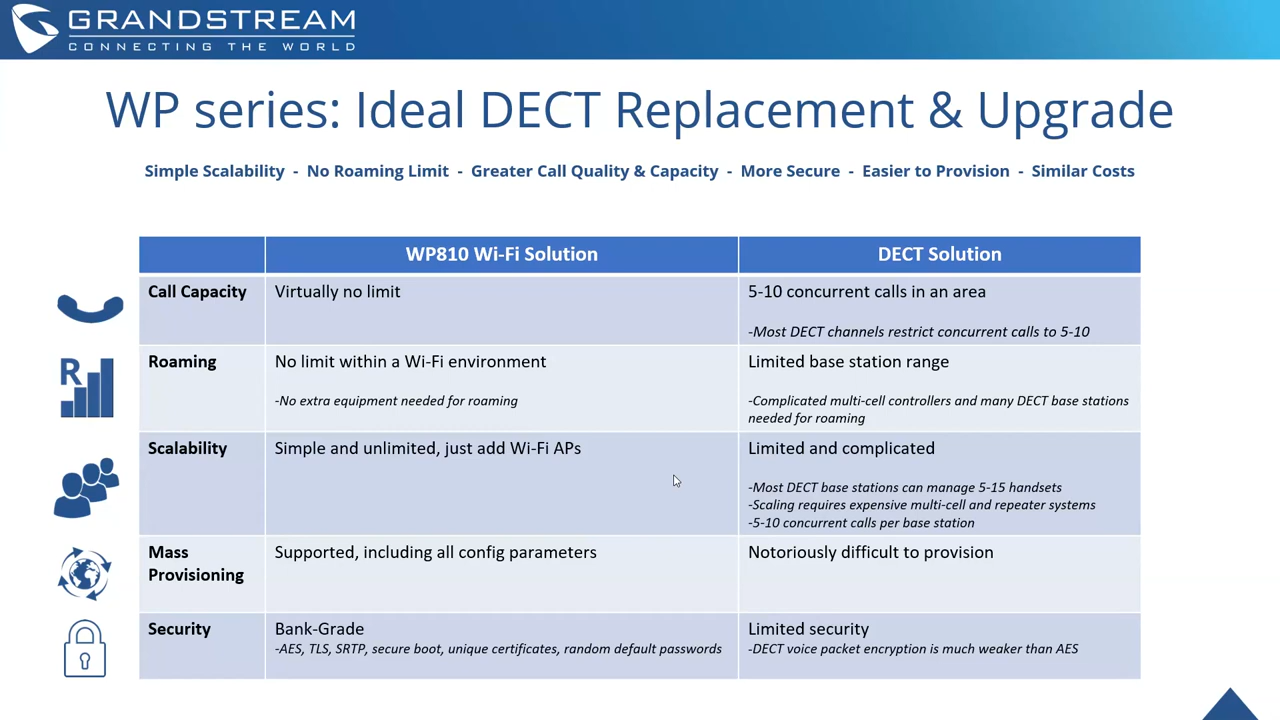 GRANDSTREAM
CONNECTING THE WORLD
WP series: Ideal DECT Replacement & Upgrade
Simple Scalability - No Roaming Limit - Greater Call Quality & Capacity - More Secure - Easier to Provision - Similar Costs
WP810 Wi-Fi Solution
DECT Solution
Call Capacity
Virtually no limit
5-10 concurrent calls in an area
-Most DECT channels restrict concurrent calls to 5-10
R
Roaming
No limit within a Wi-Fi environment
-No extra equipment needed for roaming
Limited base station range
-Complicated multi-cell controllers and many DECT base stations
needed for roaming
Scalability
Simple and unlimited, just add Wi-Fi APs
Limited and complicated
-Most DECT base stations can manage 5-15 handsets
-Scaling requires expensive multi-cell and repeater systems
-5-10 concurrent calls per base station
Mass
Provisioning
Supported, including all config parameters
Notoriously difficult to provision
Security
Bank-Grade
-AES, TLS, SRTP, secure boot, unique certificates, random default passwords
Limited security
-DECT voice packet encryption is much weaker than AES